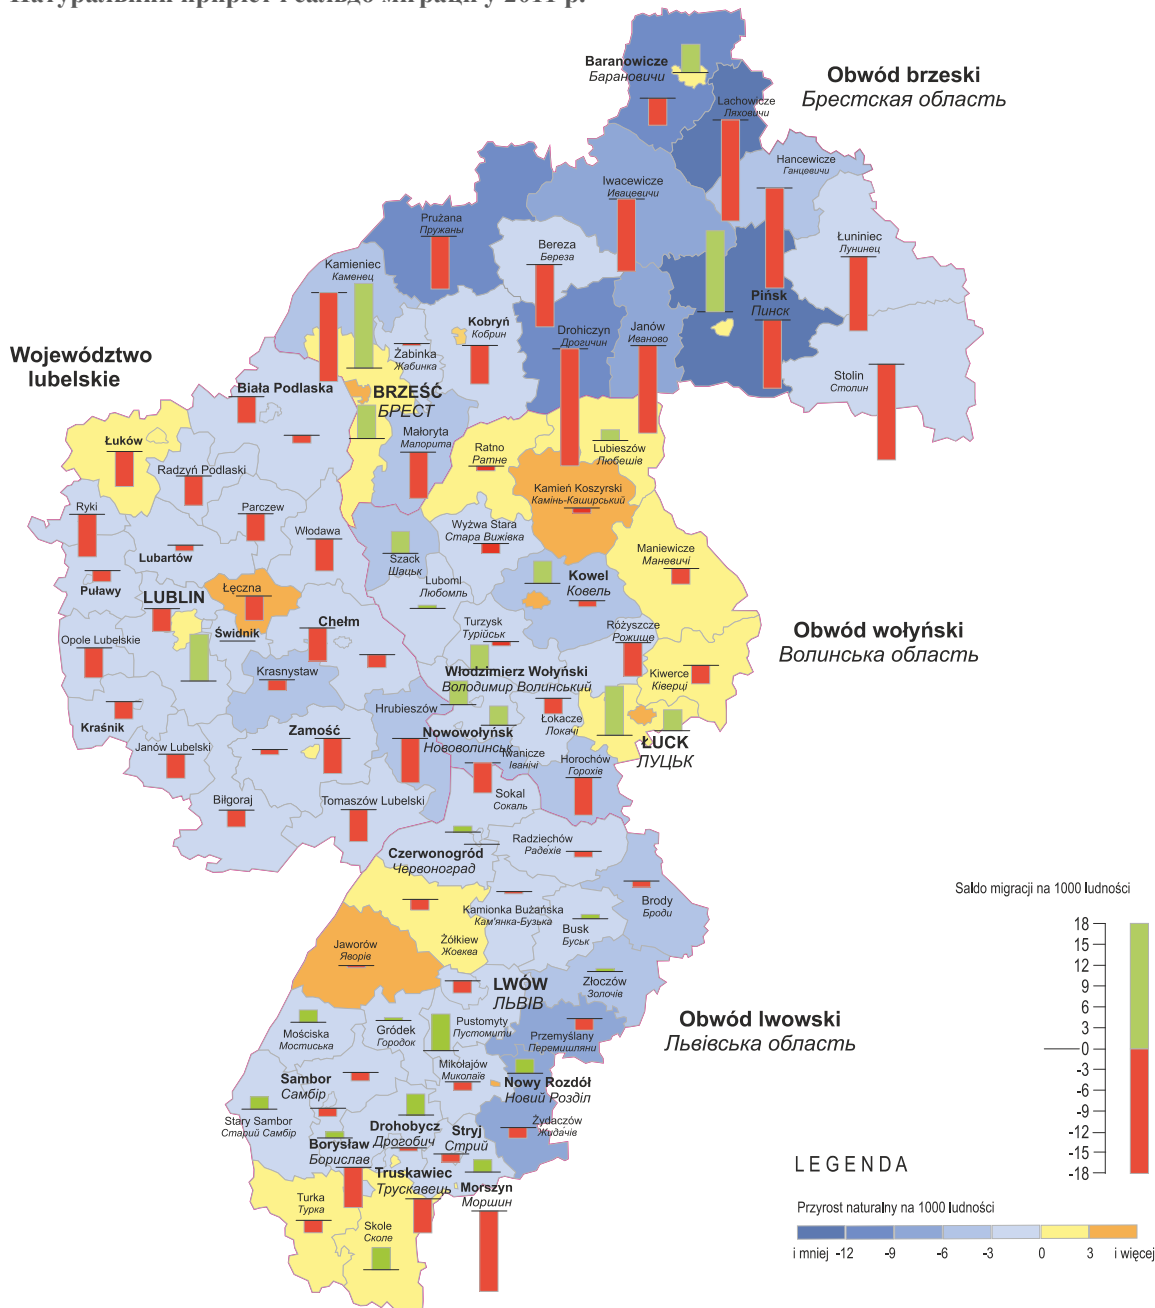 Натуральний приріст і сальдо міграції у 2011 р.
Baranowicze
Барановичи
Obwód brzeski
Брестская область
Lachowicze
Ляховичи
Hancewicze
Ганцевичи
Iwacewicze
Ивацевичи
Prużana
Пружаны
Bereza
Береза
Łuniniec
Лунинец
Kamieniec
Каменец
Pińsk
Пинск
Kobryń
Кобрин
Drohiczyn
Дрогичин
Janów
Иваново
Żabinka
Жабинка
Stolin
Столин
Województwo
lubelskie
Biała Podlaska
BRZEŚĆ
БРЕСТ
Małoryta
Малорита
Łuków
Radzyń Podlaski
Ratno
Ратне
Lubieszów
Любешів
Kamień Koszyrski
Камінь-Каширський
Ryki
Parczew
Włodawa
Wyżwa Stara
Стара Вижівка
Szack
Шацьк
Maniewicze
Маневичі
Lubartów
Puławy
Luboml
Любомль
Kowel
Ковель
LUBLIN
Łęczna
Świdnik
Chełm
Turzysk
Турійськ
Różyszcze
Рожище
Obwód wołyński
Волинська область
Opole Lubelskie
Krasnystaw
Włodzimierz Wołyński
Володимир Волинський
Kiwerce
Ківерці
Kraśnik
Hrubieszów
Łokacze
Локачі
Zamość
Nowowołyńsk
Нововолинськ
ŁUCK
ЛУЦЬК
Janów Lubelski
Iwanicze
Іванічі
Horochów
Горохів
Biłgoraj
Tomaszów Lubelski
Sokal
Сокаль
Radziechów
Радехів
Czerwonogród
Червоноград
Saldo migracji na 1000 ludności
Brody
Броди
Kamionka Bużańska
Кам'янка-Бузька
Busk
Буськ
Żółkiew
Жовква
Jaworów
Яворів
LWÓW
ЛЬВІВ
Złoczów
Золочів
Obwód lwowski
Львівська область
Mościska
Мостиська
Gródek
Городок
Pustomyty
Пустомити
Przemyślany
Перемишляни
Mikołajów
Миколаїв
Sambor
Самбір
Nowy Rozdół
Новий Розділ
Stary Sambor
Старий Самбір
Drohobycz
Дрогобич
Stryj
Стрий
Żydaczów
Жидачів
Borysław
Борислав
Truskawiec
Трускавець
Morszyn
Моршин
Turka
Турка
Skole
Сколе
18
15
12
9
6
3
0
-3
-6
-9
-12
-15
-18
LEGENDA
Przyrost naturalny na 1000 ludności
i mniej -12 -9 -6 -3 0 3 i więcej